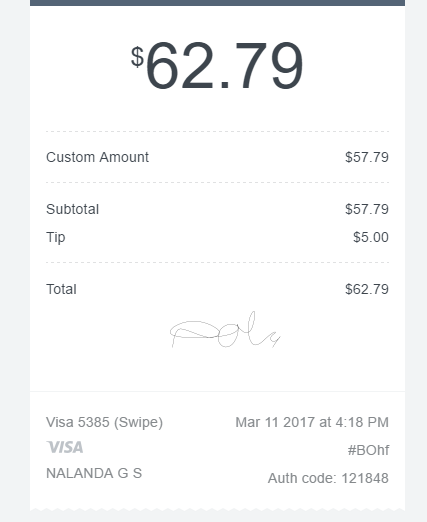 $62.79
Custom Amount $57.79
Subtotal $57.79
Tip $5.00
Total $62.79
Visa 5385 (Swipe) Mar 11 2017 at 4:18 PM
VISA #BOhf
NALANDA G S Auth code: 121848